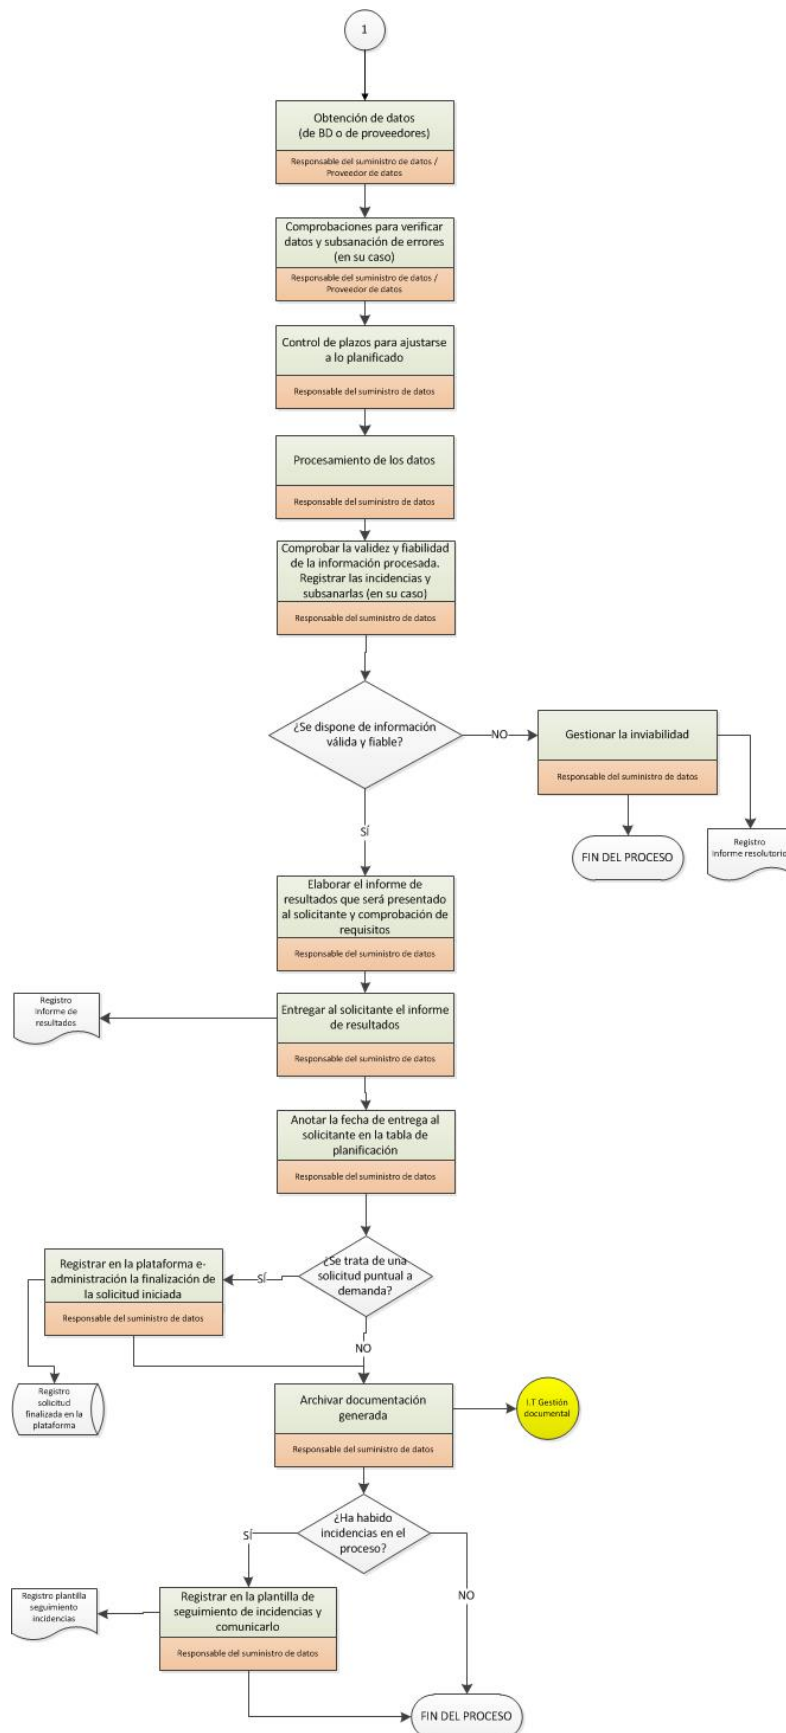 1
Obtención de datos
(de BD o de proveedores)
Responsable del suministro de datos /
Proveedor de datos
Comprobaciones para verificar
datos y subsanación de errores
(en su caso)
Responsable del suministro de datos /
Proveedor de datos
Control de plazos para ajustarse
a lo planificado
Responsable del suministro de datos
Procesamiento de los datos
Responsable del suministro de datos
Comprobar la validez y fiabilidad
de la información procesada.
Registrar las incidencias y
subsanarlas (en su caso)
Responsable del suministro de datos
¿Se dispone de información
válida y fiable?
NO
Gestionar la inviabilidad
Responsable del suministro de datos
FIN DEL PROCESO
Registro
Informe resolutorio
SÍ
Elaborar el informe de
resultados que será presentado
al solicitante y comprobación de
requisitos
Responsable del suministro de datos
Registro
Informe de
resultados
Entregar al solicitante el informe
de resultados
Responsable del suministro de datos
Anotar la fecha de entrega al
solicitante en la tabla de
planificación
Responsable del suministro de datos
¿Se trata de una
solicitud puntual a
demanda?
SÍ
Registrar en la plataforma e-
administración la finalización de
la solicitud iniciada
Responsable del suministro de datos
NO
Registro
solicitud
finalizada en la
plataforma
Archivar documentación
generada
Responsable del suministro de datos
I.T Gestión
documental
¿Ha habido
incidencias en el
proceso?
SÍ
NO
Registro plantilla
seguimiento
incidencias
Registrar en la plantilla de
seguimiento de incidencias y
comunicarlo
Responsable del suministro de datos
FIN DEL PROCESO